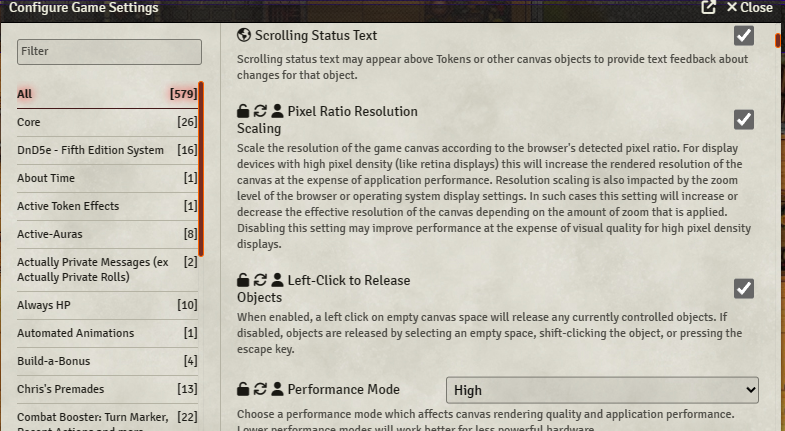 Configure Game Settings
Close
Filter
All [579]
Core [26]
DnD5e - Fifth Edition System [16]
About Time [1]
Active Token Effects [1]
Active-Auras [8]
Actually Private Messages (ex [2]
Actually Private Rolls)
Always HP [10]
Automated Animations [1]
Build-a-Bonus [4]
Chris's Premades [13]
Combat Booster: Turn Marker, [22]
Recent Actions and more
Scrolling Status Text
Scrolling status text may appear above Tokens or other canvas objects to provide text feedback about
changes for that object.
Pixel Ratio Resolution
Scaling
Scale the resolution of the game canvas according to the browser's detected pixel ratio. For display
devices with high pixel density (like retina displays) this will increase the rendered resolution of the
canvas at the expense of application performance. Resolution scaling is also impacted by the zoom
level of the browser or operating system display settings. In such cases this setting will increase or
decrease the effective resolution of the canvas depending on the amount of zoom that is applied.
Disabling this setting may improve performance at the expense of visual quality for high pixel density
displays.
Left-Click to Release
Objects
When enabled, a left click on empty canvas space will release any currently controlled objects. If
disabled, objects are released by selecting an empty space, shift-clicking the object, or pressing the
escape key.
Performance Mode
High
Choose a performance mode which affects canvas rendering quality and application performance.
Lower performance modes will work better for less powerful hardware.